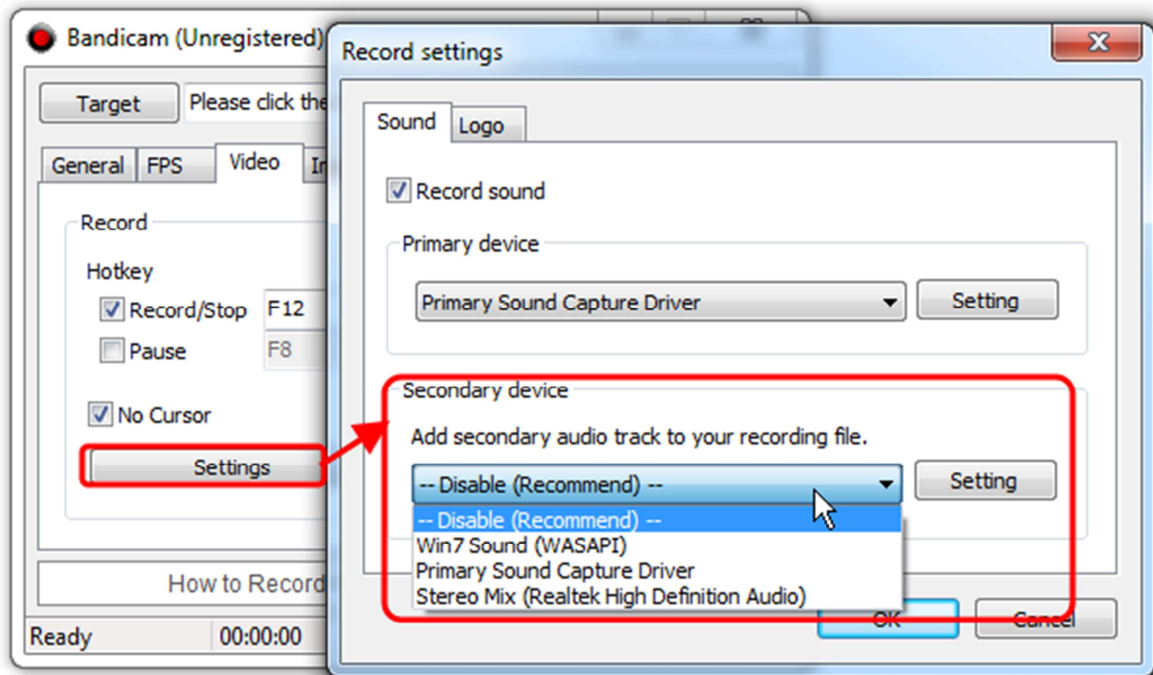 Bandicam (Unregistered)
Target
Please click the
General
FPS
Video
Record
Hotkey
Record/Stop
F12
Pause
F8
No Cursor
Settings
How to Record
Ready
00:00:00
Record settings
Sound
Logo
Record sound
Primary device
Primary Sound Capture Driver
Setting
Secondary device
Add secondary audio track to your recording file.
-- Disable (Recommend) --
Setting
-- Disable (Recommend) --
Win7 Sound (WASAPI)
Primary Sound Capture Driver
Stereo Mix (Realtek High Definition Audio)
OK
Cancel